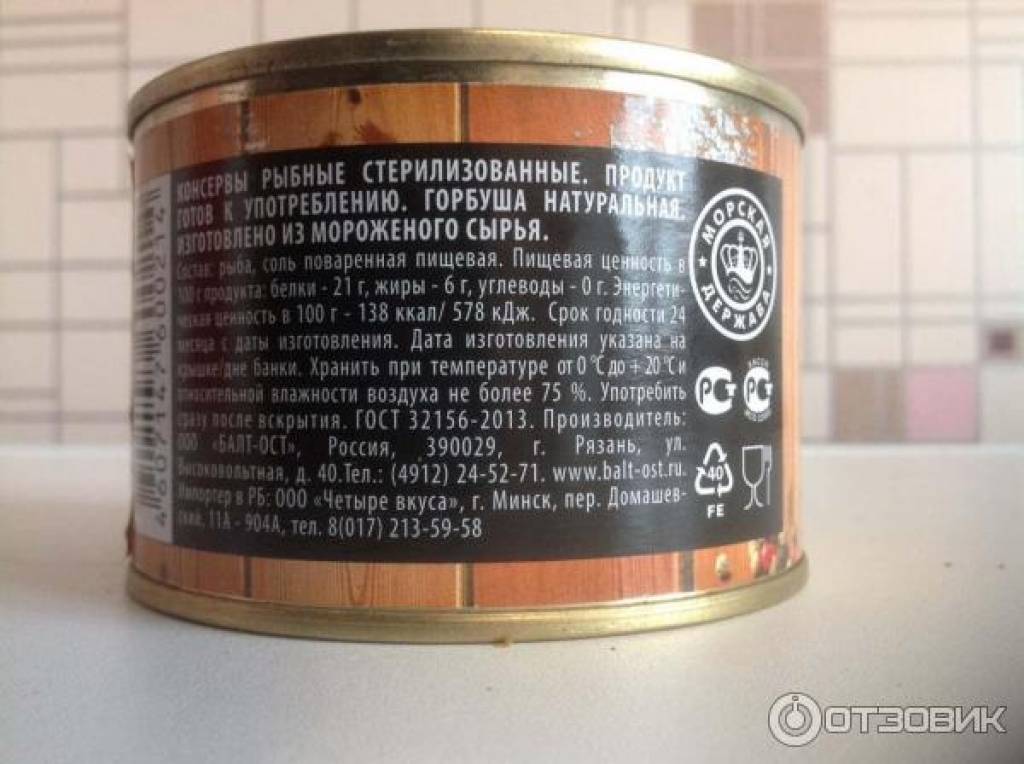 КОНСЕРВЫ РЫБНЫЕ СТЕРИЛИЗОВАННЫЕ. ПРОДУКТ
ГОТОВ К УПОТРЕБЛЕНИЮ. ГОРБУША НАТУРАЛЬНАЯ.
ИЗГОТОВЛЕНО ИЗ МОРОЖЕНОГО СЫРЬЯ.
Состав: рыба, соль поваренная пищевая. Пищевая ценность в
100 г продукта: белки - 21 г, жиры - 6 г, углеводы - 0 г. Энергети-
ческая ценность в 100 г - 138 ккал/ 578 кДж. Срок годности 24
месяца с даты изготовления. Дата изготовления указана на
крышке/дне банки. Хранить при температуре от 0 °С до + 20 °С и
относительной влажности воздуха не более 75 %. Употребить
сразу после вскрытия. ГОСТ 32156-2013. Производитель:
ООО «БАЛТ-ОСТ», Россия, 390029, г. Рязань, ул.
Высоковольтная, д. 40.Тел.: (4912) 24-52-71. www.balt-ost.ru.
Импортер в РБ: ООО «Четыре вкуса», г. Минск, пер. Домашев-
ский, 11А - 904А, тел. 8(017) 213-59-58
МОРСКАЯ
ДЕРЖАВА
РСТ
РСТ
40
FE
4607147600214
ОТЗОВИК